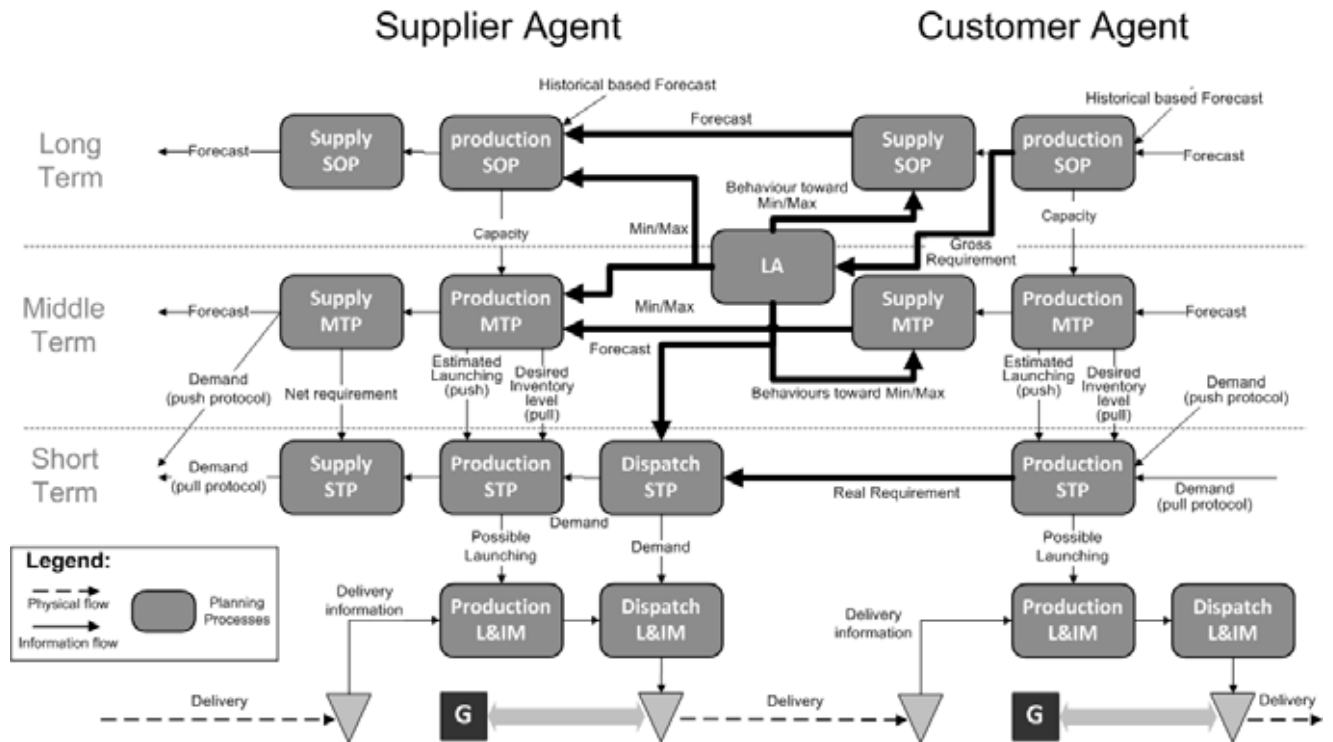 Supplier Agent
Customer Agent
Historical based Forecast
Historical based Forecast
Long
Term
Forecast
Supply
SOP
production
SOP
Forecast
Supply
SOP
production
SOP
Forecast
Behaviour toward
Min/Max
Capacity
Min/Max
Capacity
LA
Gross
Requirement
Middle
Term
Forecast
Supply
MTP
Production
MTP
Min/Max
Supply
MTP
Production
MTP
Forecast
Forecast
Demand
(push protocol)
Net requirement
Estimated
Launching
(push)
Desired
Inventory
level
(pull)
Behaviours toward Min/Max
Estimated
Launching
(push)
Desired
Inventory
level
(pull)
Demand
(push protocol)
Short
Term
Demand
(pull protocol)
Supply
STP
Production
STP
Dispatch
STP
Real Requirement
Production
STP
Demand
(pull protocol)
Demand
Possible
Launching
Demand
Possible
Launching
Legend:
Physical flow
Information flow
Planning
Processes
Delivery
information
Production
L&IM
Dispatch
L&IM
Delivery
information
Production
L&IM
Dispatch
L&IM
Delivery
G
Delivery
G
Delivery